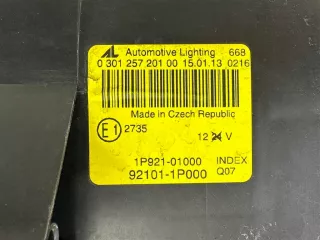 AL Automotive Lighting 668
0 301 257 201 00 15.01.13 0216
Made in Czech Republic
E1 2735
12 24 V
1P921-01000 INDEX
92101-1P000 Q07